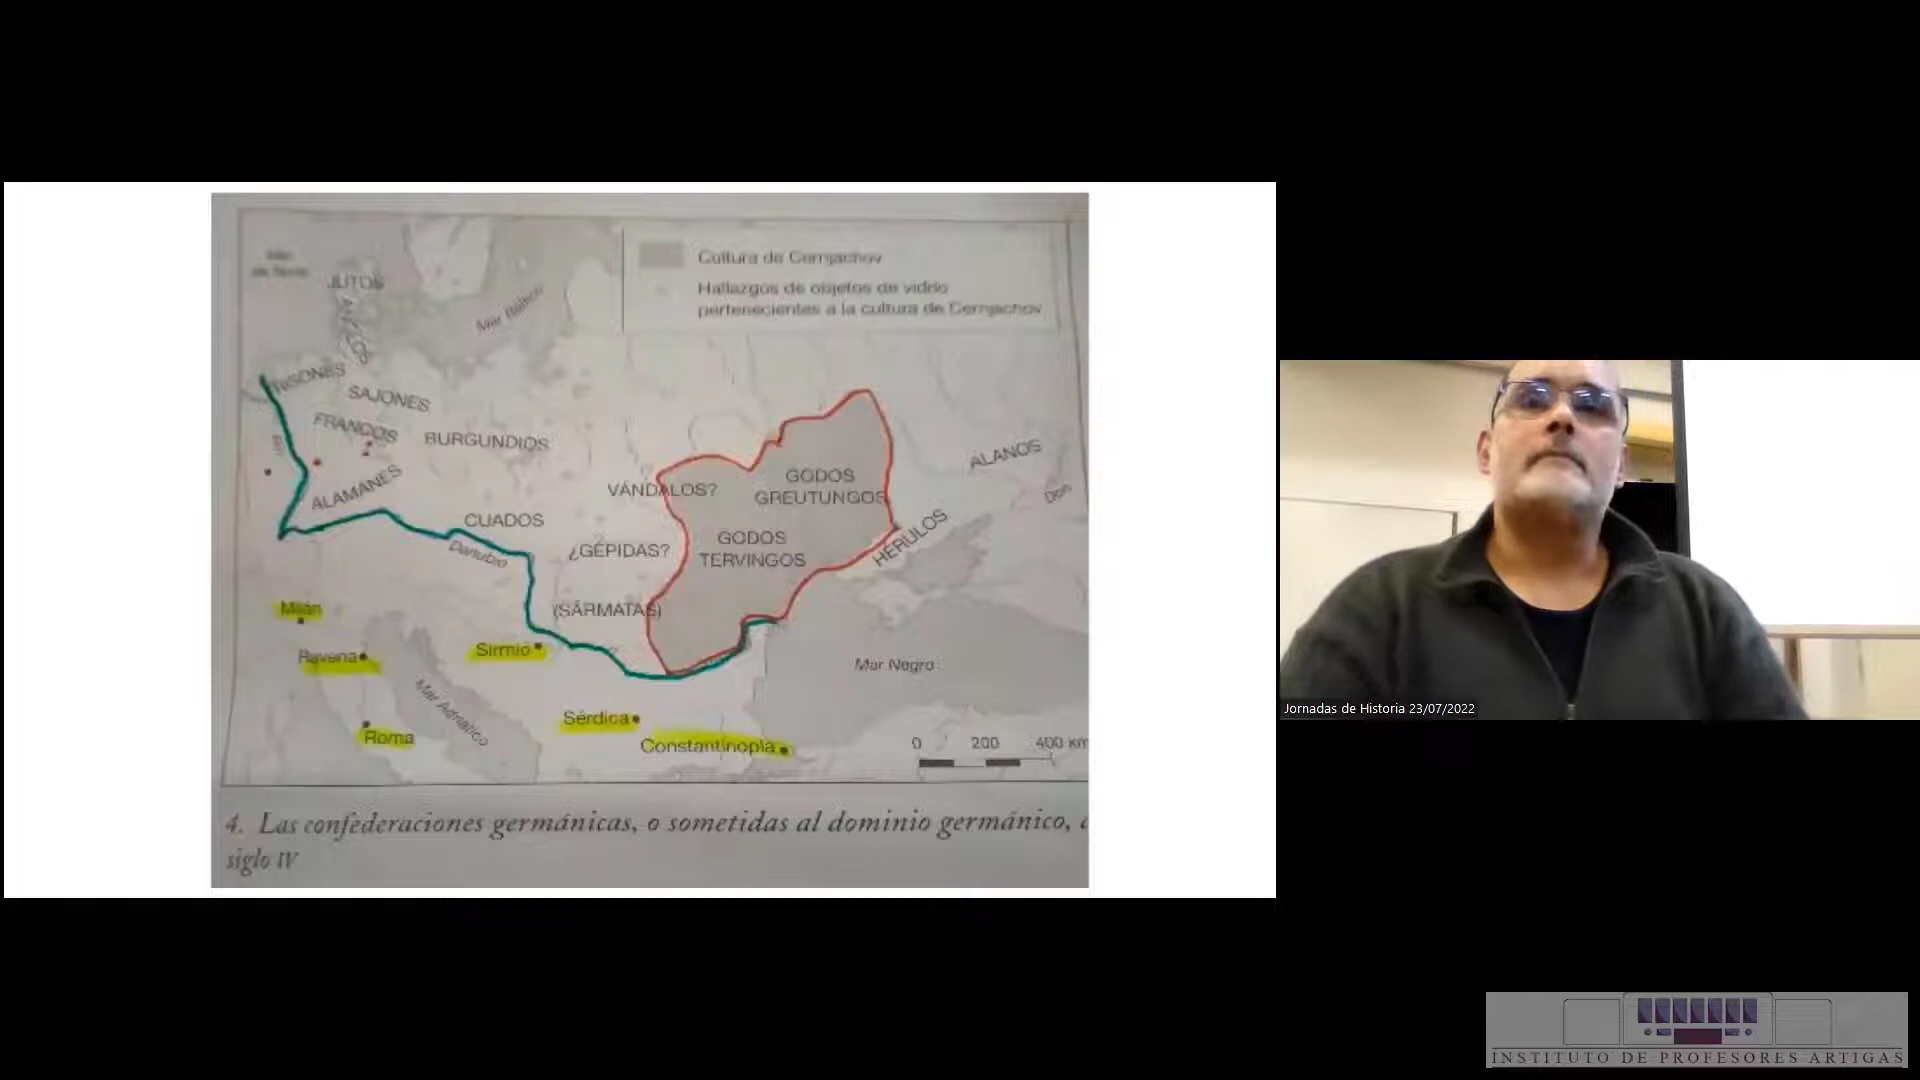 Cultura de Cernjachov
Hallazgos de objetos de vidrio
pertenecientes a la cultura de Cernjachov
JUTOS
Mar Báltico
FRISONES
SAJONES
FRANCOS
BURGUNDIOS
ALAMANES
CUADOS
Danubio
VÁNDALOS?
¿GÉPIDAS?
(SÁRMATAS)
GODOS
GREUTUNGOS
GODOS
TERVINGOS
ALANOS
Don
HÉRULOS
Mar Negro
Milán
Ravena
Roma
Mar Adriático
Sirmio
Sérdica
Constantinopla
0 200 400 km
4. Las confederaciones germánicas, o sometidas al dominio germánico,
siglo IV
Jornadas de Historia 23/07/2022
INSTITUTO DE PROFESORES ARTIGAS